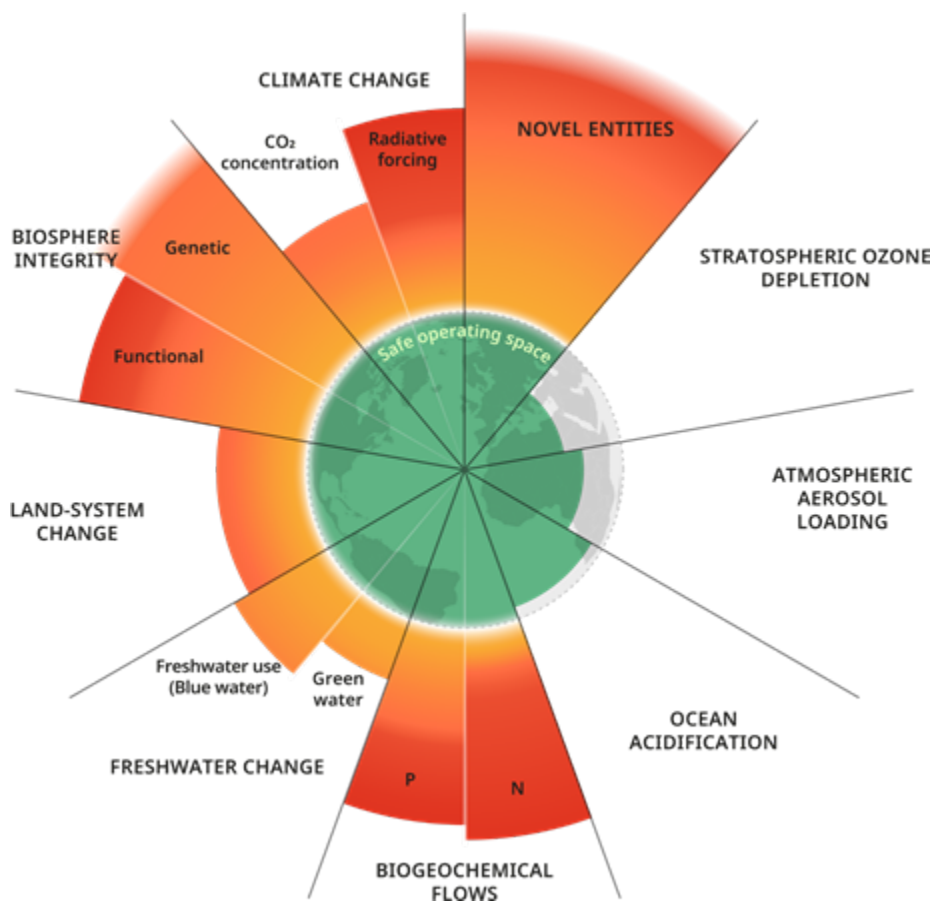 CLIMATE CHANGE
CO₂
concentration
Radiative
forcing
NOVEL ENTITIES
BIOSPHERE
INTEGRITY
Genetic
Functional
STRATOSPHERIC OZONE
DEPLETION
Safe operating space
ATMOSPHERIC
AEROSOL
LOADING
LAND-SYSTEM
CHANGE
Freshwater use
(Blue water)
Green
water
FRESHWATER CHANGE
P
N
OCEAN
ACIDIFICATION
BIOGEOCHEMICAL
FLOWS